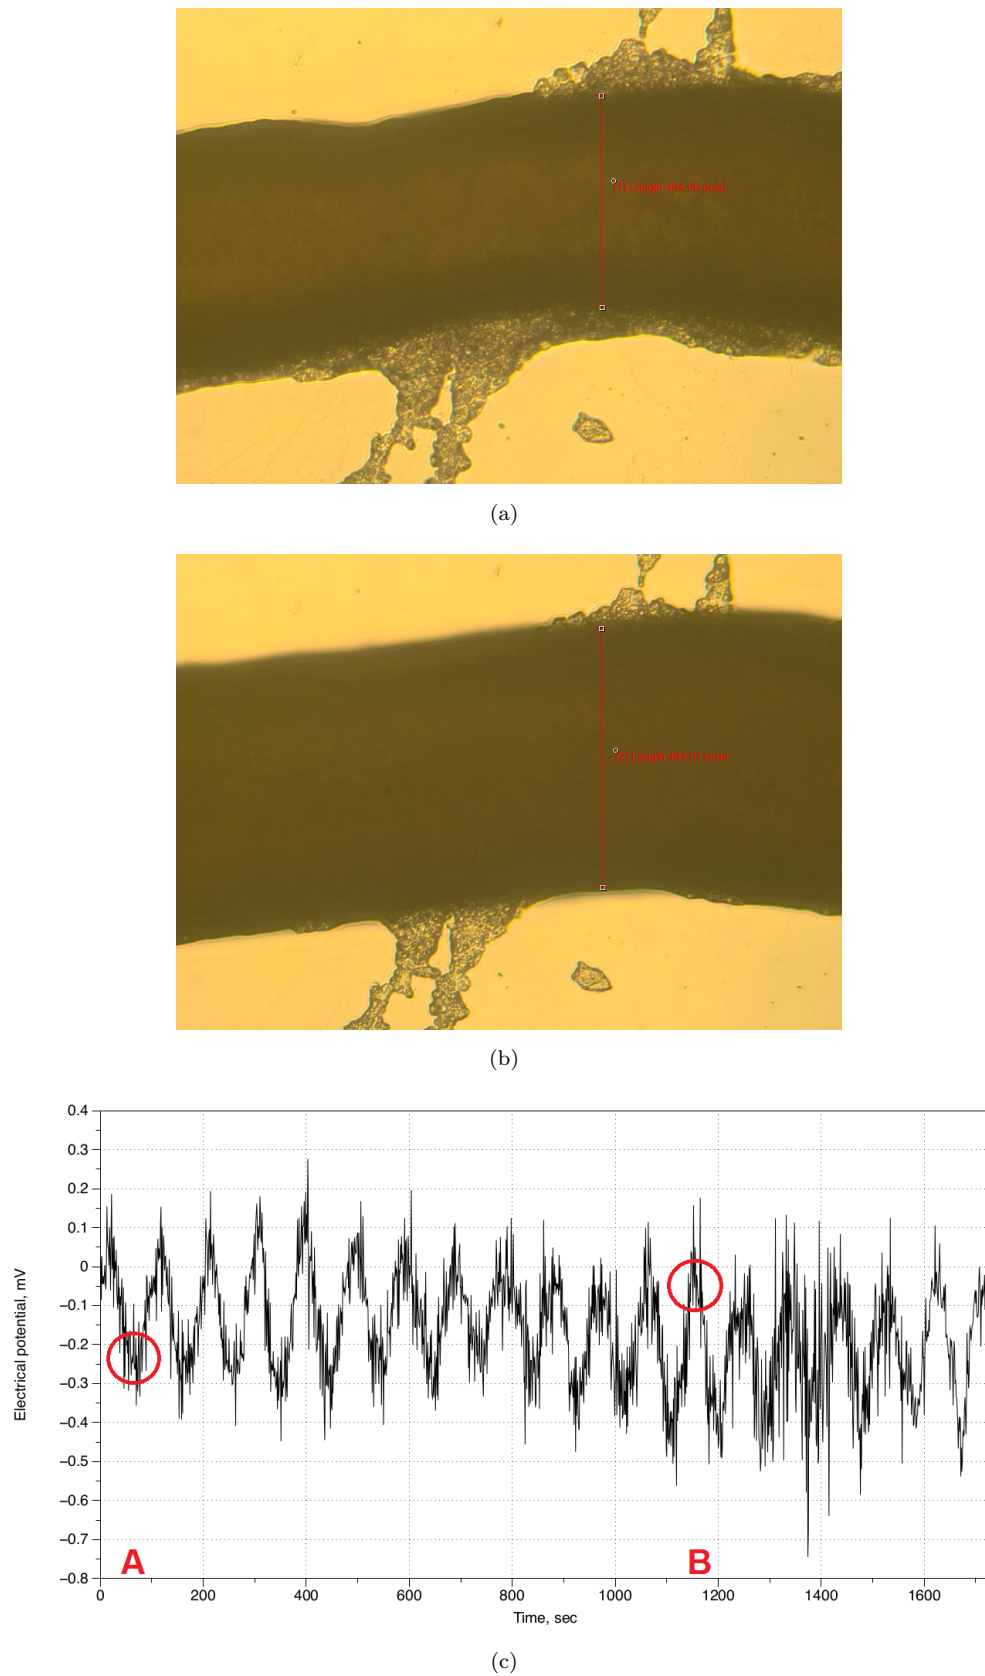 (1) Length 404.00 pixel
(a)
(2) Length 494.01 pixel
(b)
0.4
0.3
0.2
0.1
0
−0.1
−0.2
−0.3
−0.4
−0.5
−0.6
−0.7
−0.8
Electrical potential, mV
A
B
0 200 400 600 800 1000 1200 1400 1600
Time, sec
(c)